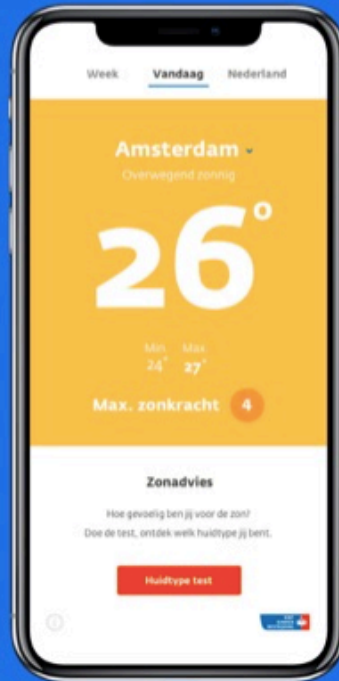 Week Vandaag Nederland
Amsterdam
Overwegend zonnig
26°
Min. Max.
24° 27°
Max. zonkracht 4
Zonadvies
Hoe gevoelig ben jij voor de zon?
Doe de test, ontdek welk huidtype jij bent.
Huidtype test